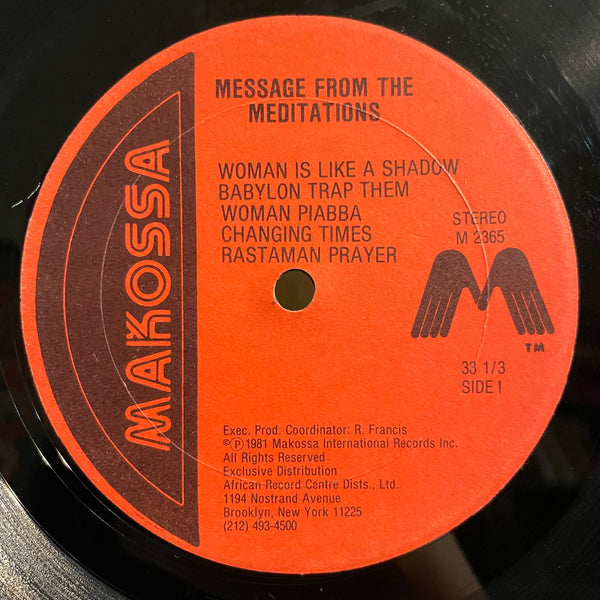 MAKOSSA
MESSAGE FROM THE
MEDITATIONS
WOMAN IS LIKE A SHADOW
BABYLON TRAP THEM
WOMAN PIABBA
CHANGING TIMES
RASTAMAN PRAYER
STEREO
M 2365
TM
33 1/3
SIDE I
Exec. Prod. Coordinator: R. Francis
©℗1981 Makossa International Records Inc.
All Rights Reserved
Exclusive Distribution
African Record Centre Dists., Ltd.
1194 Nostrand Avenue
Brooklyn, New York 11225
(212) 493-4500